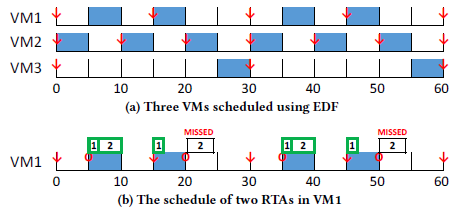 VM1
VM2
VM3
0 10 20 30 40 50 60
(a) Three VMs scheduled using EDF
MISSED MISSED
1 2 1 2 1 2 1 2
VM1
0 10 20 30 40 50 60
(b) The schedule of two RTAs in VM1